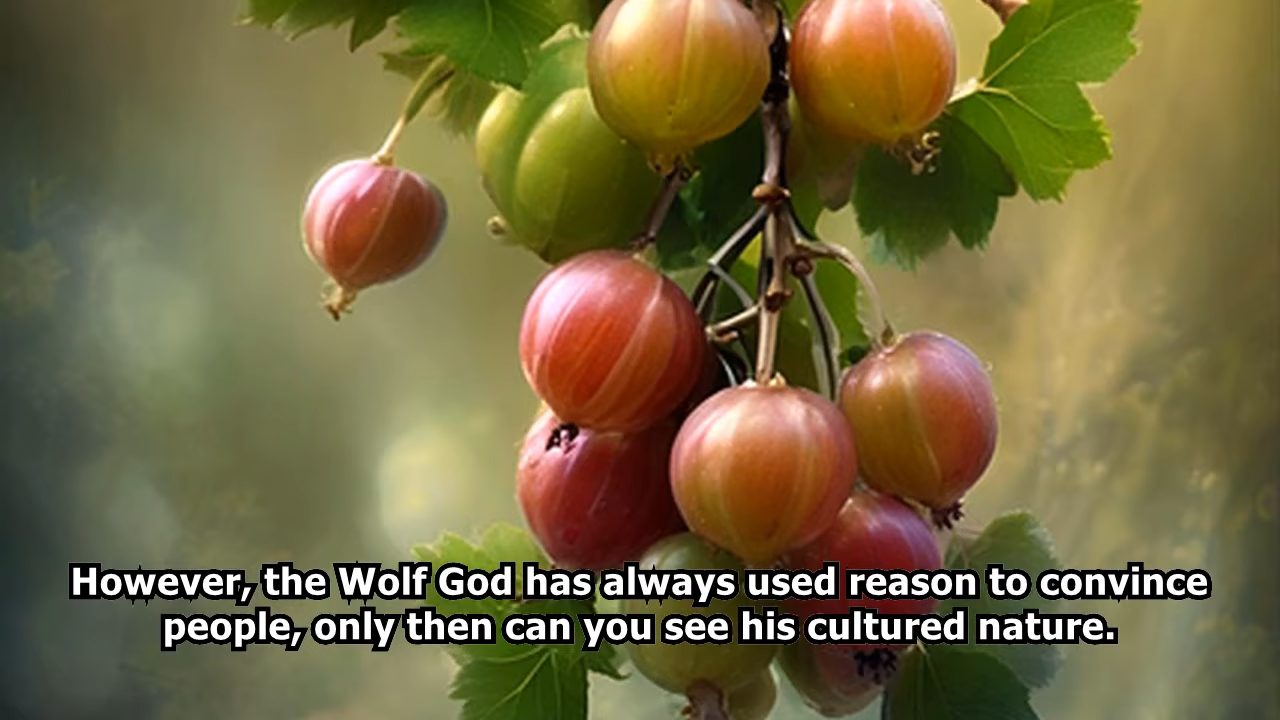 However, the Wolf God has always used reason to convince
people, only then can you see his cultured nature.